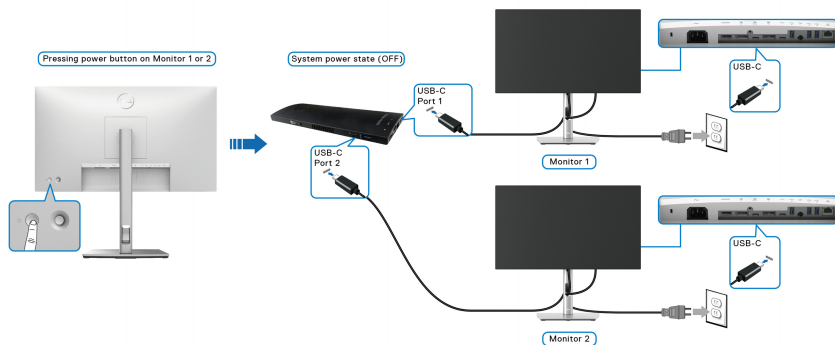 Pressing power button on Monitor 1 or 2
System power state (OFF)
USB-C
Port 1
USB-C
Port 2
Monitor 1
USB-C
Monitor 2
USB-C